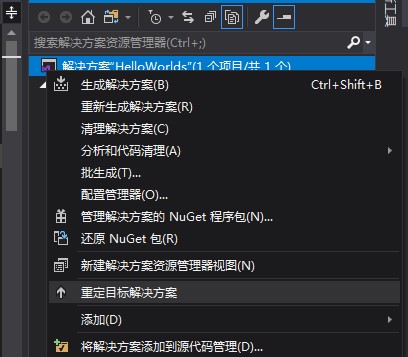 搜索解决方案资源管理器(Ctrl+;)
解决方案"HelloWorlds"(1 个项目/共 1 个)
生成解决方案(B) Ctrl+Shift+B
重新生成解决方案(R)
清理解决方案(C)
分析和代码清理(A)
批生成(T)...
配置管理器(O)...
管理解决方案的 NuGet 程序包(N)...
还原 NuGet 包(R)
新建解决方案资源管理器视图(N)
重定目标解决方案
添加(D)
将解决方案添加到源代码管理(D)...
行工具